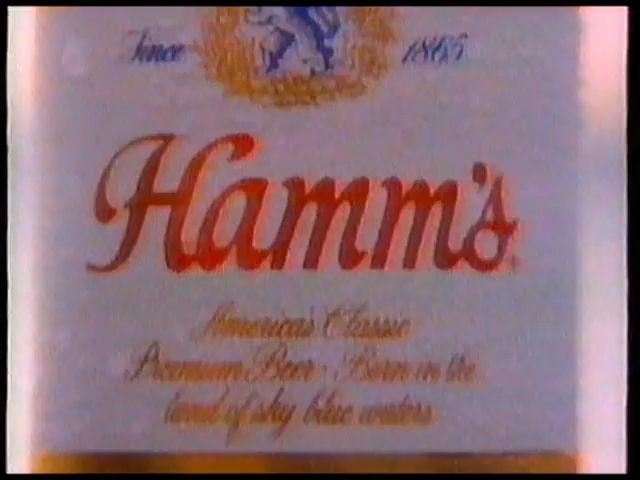 Since 1865
Hamm's
America's Classic
Premium Beer · Born in the
land of sky blue waters